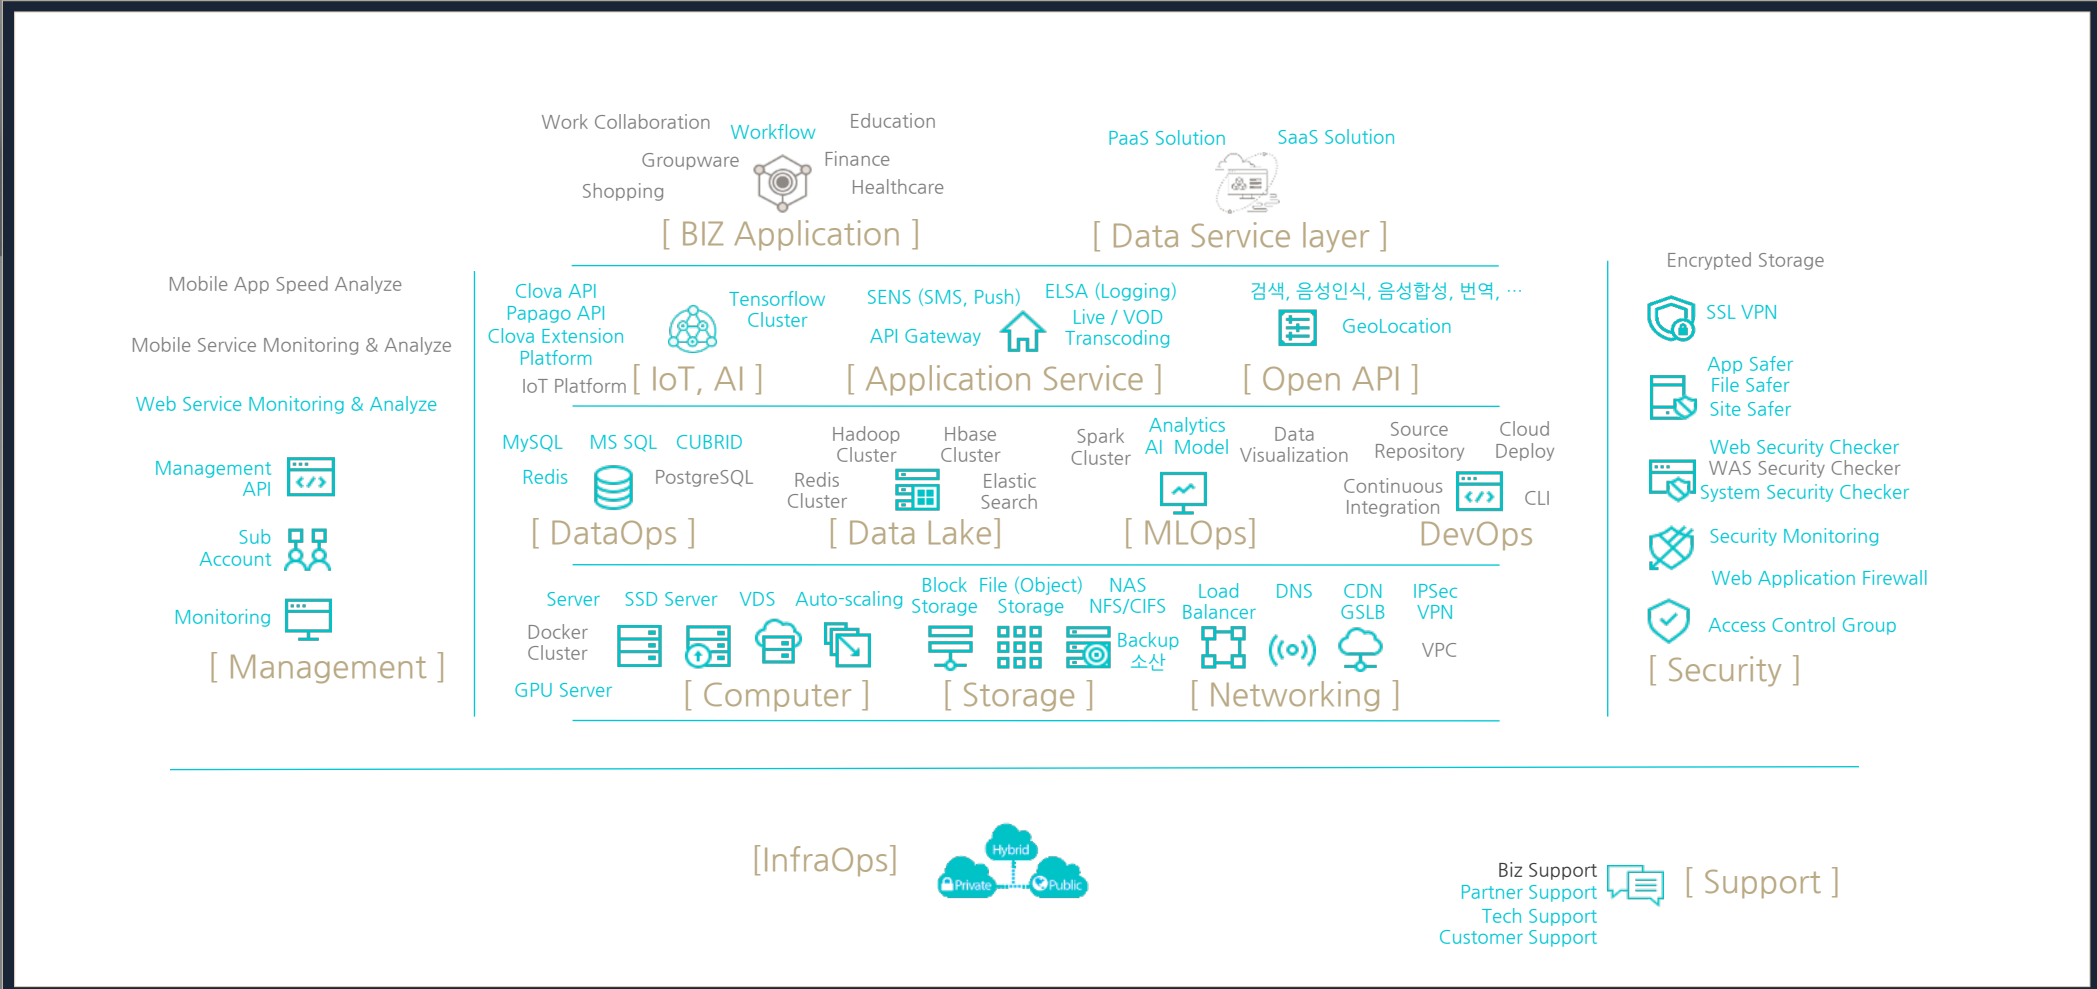 Work Collaboration
Workflow
Education
Groupware
Finance
Shopping
Healthcare
[ BIZ Application ]
PaaS Solution
SaaS Solution
[ Data Service layer ]
Mobile App Speed Analyze
Mobile Service Monitoring & Analyze
Web Service Monitoring & Analyze
Management
API
Sub
Account
Monitoring
[ Management ]
Clova API
Papago API
Clova Extension
Platform
IoT Platform
Tensorflow
Cluster
[ IoT, AI ]
SENS (SMS, Push)
API Gateway
ELSA (Logging)
Live / VOD
Transcoding
[ Application Service ]
검색, 음성인식, 음성합성, 번역, …
GeoLocation
[ Open API ]
MySQL
MS SQL
CUBRID
Redis
PostgreSQL
[ DataOps ]
Hadoop
Cluster
Hbase
Cluster
Redis
Cluster
Elastic
Search
[ Data Lake]
Spark
Cluster
Analytics
AI Model
Data
Visualization
[ MLOps]
Source
Repository
Cloud
Deploy
Continuous
Integration
CLI
DevOps
Server
SSD Server
VDS
Auto-scaling
Docker
Cluster
GPU Server
[ Computer ]
Block
Storage
File (Object)
Storage
NAS
NFS/CIFS
Backup
소산
[ Storage ]
Load
Balancer
DNS
CDN
GSLB
IPSec
VPN
VPC
[ Networking ]
Encrypted Storage
SSL VPN
App Safer
File Safer
Site Safer
Web Security Checker
WAS Security Checker
System Security Checker
Security Monitoring
Web Application Firewall
Access Control Group
[ Security ]
[InfraOps]
Hybrid
Private
Public
Biz Support
Partner Support
Tech Support
Customer Support
[ Support ]